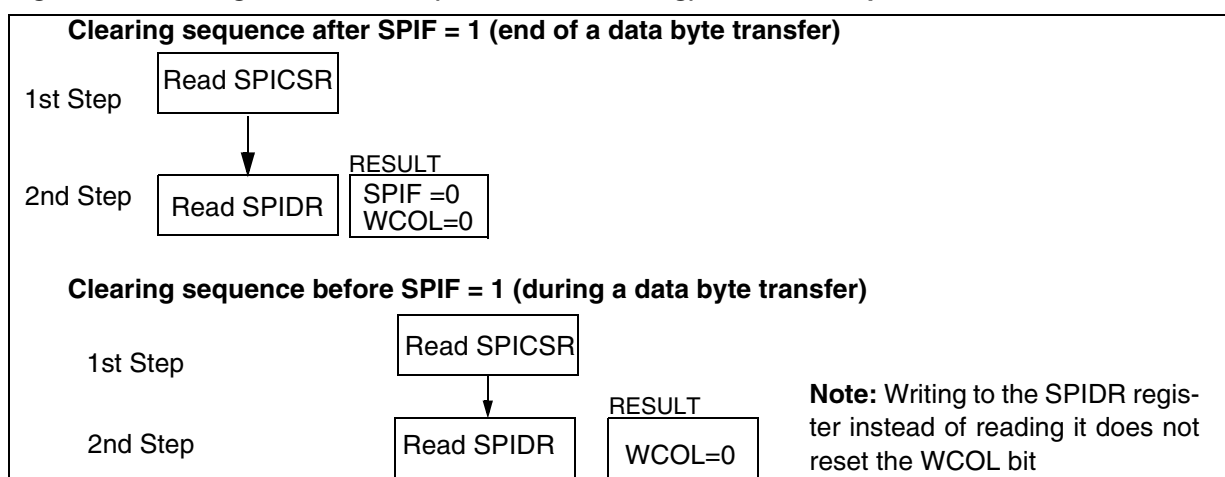 Clearing sequence after SPIF = 1 (end of a data byte transfer)
1st Step
Read SPICSR
2nd Step
Read SPIDR
RESULT
SPIF =0
WCOL=0
Clearing sequence before SPIF = 1 (during a data byte transfer)
1st Step
Read SPICSR
2nd Step
Read SPIDR
RESULT
WCOL=0
Note: Writing to the SPIDR regis-
ter instead of reading it does not
reset the WCOL bit